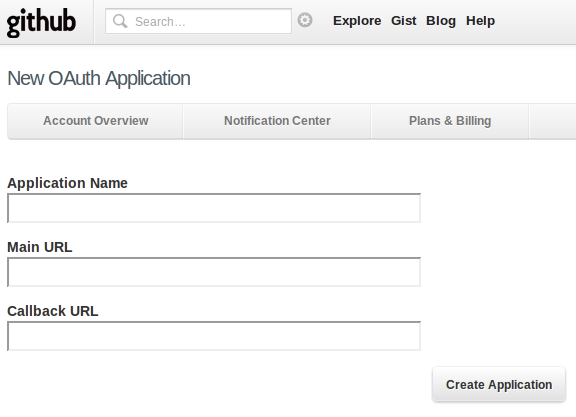 github Search… Explore Gist Blog Help
New OAuth Application
Account Overview Notification Center Plans & Billing
Application Name
Main URL
Callback URL
Create Application